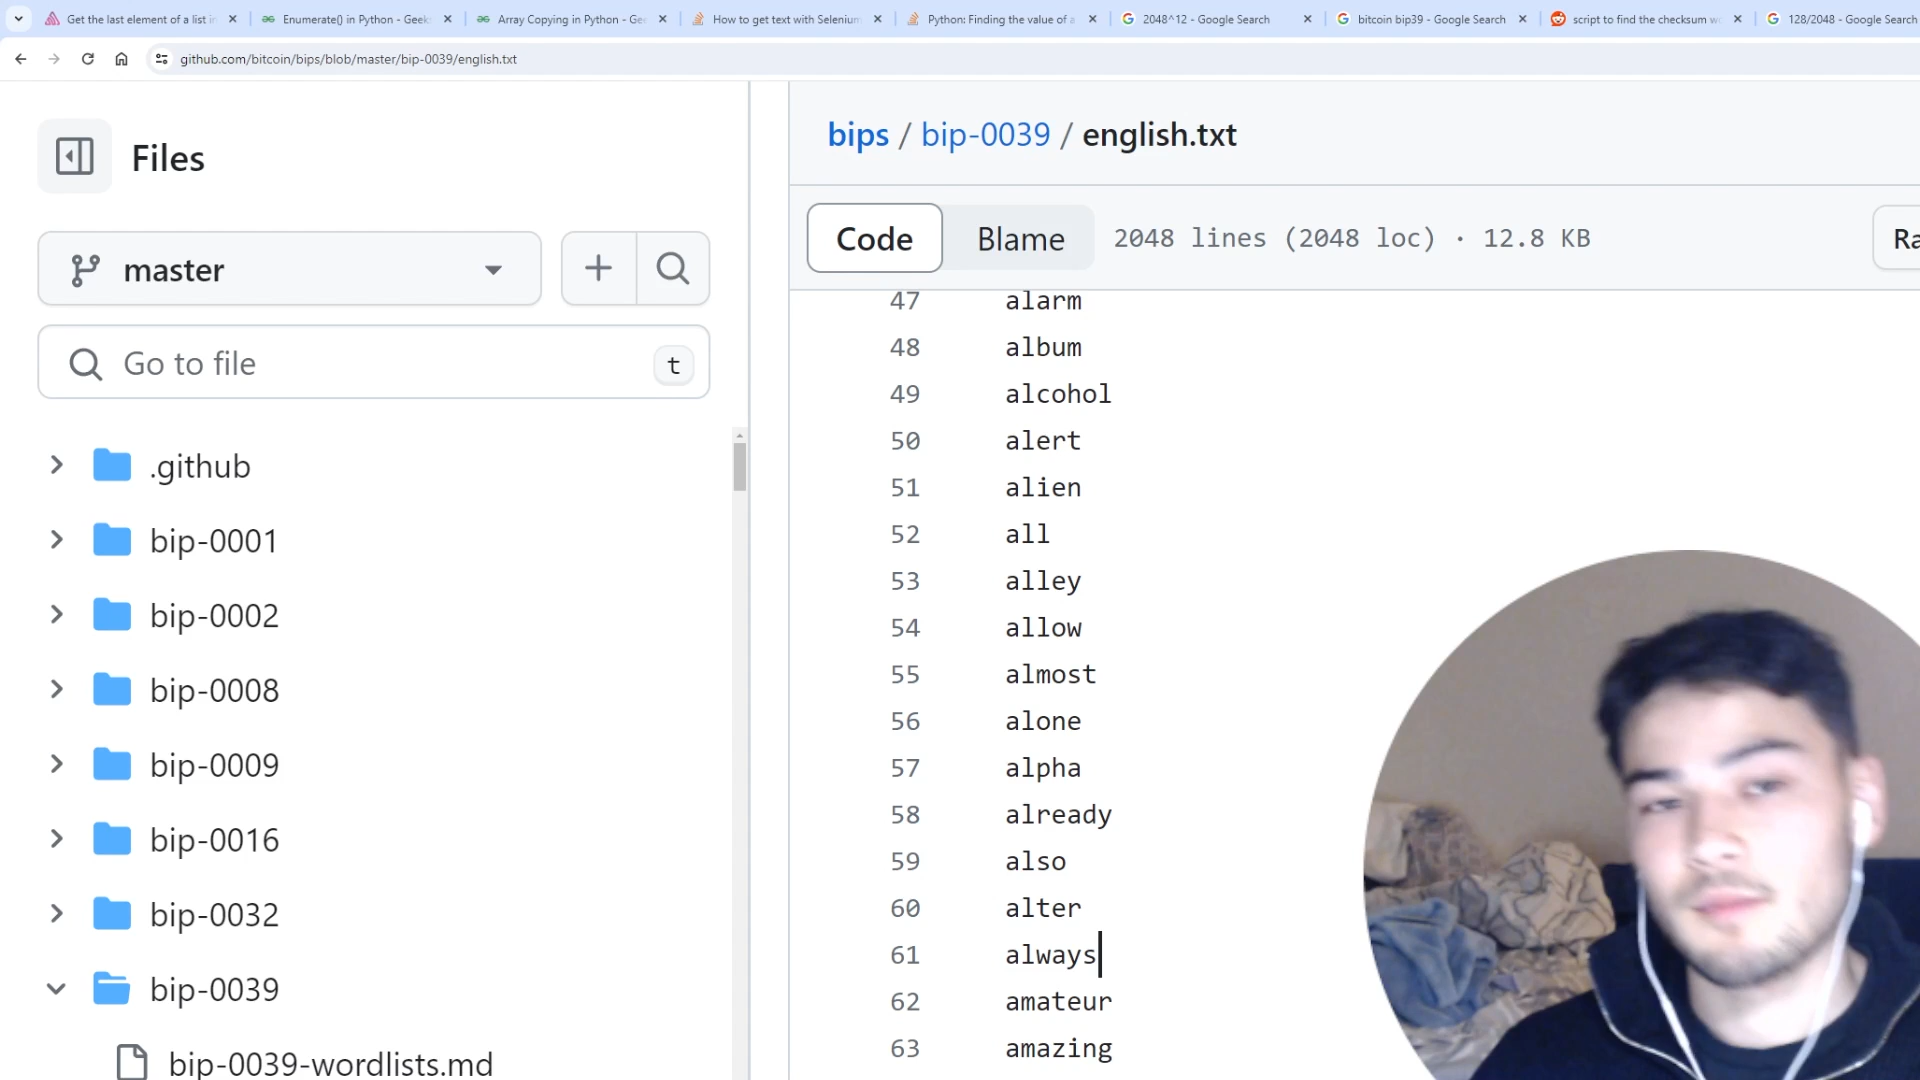 Get the last element of a list in
Enumerate() in Python - Geek
Array Copying in Python - Gee
How to get text with Selenium
Python: Finding the value of a
2048^12 - Google Search
bitcoin bip39 - Google Search
script to find the checksum wo
128/2048 - Google Search
github.com/bitcoin/bips/blob/master/bip-0039/english.txt
Files
master
Go to file
t
.github
bip-0001
bip-0002
bip-0008
bip-0009
bip-0016
bip-0032
bip-0039
bip-0039-wordlists.md
bips / bip-0039 / english.txt
Code Blame 2048 lines (2048 loc) · 12.8 KB Ra
47 alarm
48 album
49 alcohol
50 alert
51 alien
52 all
53 alley
54 allow
55 almost
56 alone
57 alpha
58 already
59 also
60 alter
61 always
62 amateur
63 amazing